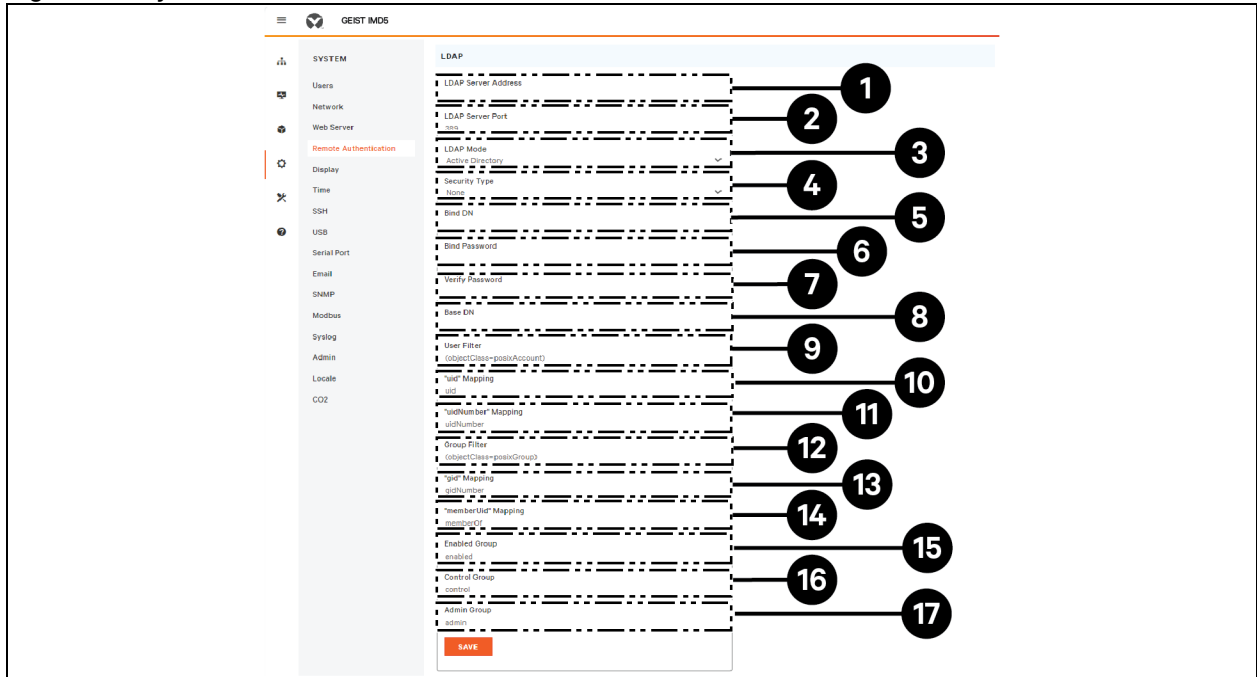 GEIST IMD5
SYSTEM
Users
Network
Web Server
Remote Authentication
Display
Time
SSH
USB
Serial Port
Email
SNMP
Modbus
Syslog
Admin
Locale
CO2
LDAP
LDAP Server Address
1
LDAP Server Port
389
2
LDAP Mode
Active Directory
3
Security Type
None
4
Bind DN
5
Bind Password
6
Verify Password
7
Base DN
8
User Filter
(objectClass=posixAccount)
9
"uid" Mapping
uid
10
"uidNumber" Mapping
uidNumber
11
Group Filter
(objectClass=posixGroup)
12
"gid" Mapping
gidNumber
13
"memberUid" Mapping
memberOf
14
Enabled Group
enabled
15
Control Group
control
16
Admin Group
admin
17
SAVE